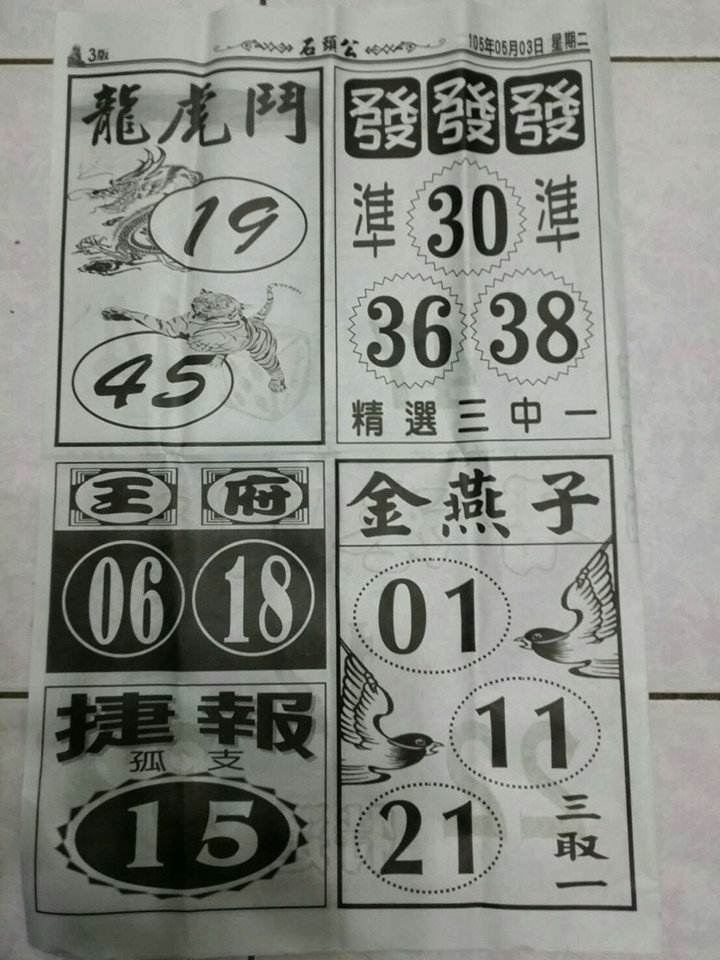 3版
石頭公
105年05月03日 星期二
龍虎鬥
19
45
發發發
準 30 準
36 38
精選三中一
王府
06 18
捷報
孤支
15
金燕子
01
11
21
三取一